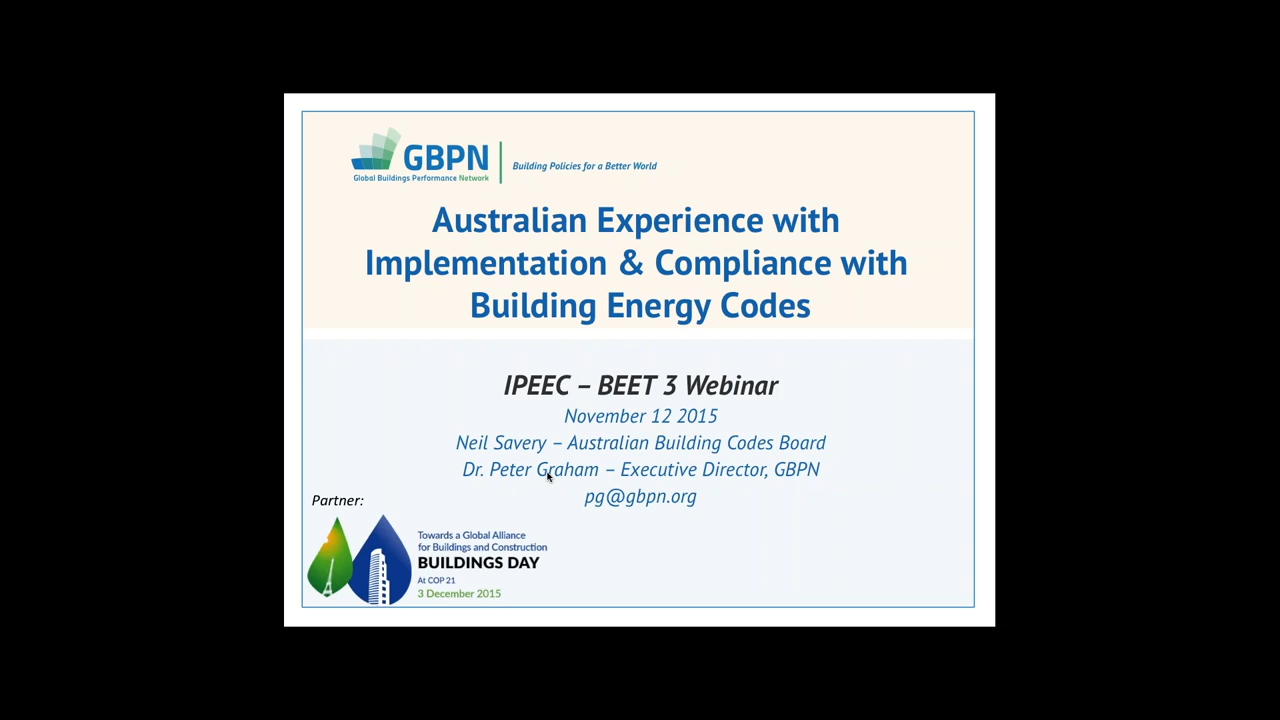 GBPN
Global Buildings Performance Network
Building Policies for a Better World
Australian Experience with
Implementation & Compliance with
Building Energy Codes
IPEEC – BEET 3 Webinar
November 12 2015
Neil Savery – Australian Building Codes Board
Dr. Peter Graham – Executive Director, GBPN
pg@gbpn.org
Partner:
Towards a Global Alliance
for Buildings and Construction
BUILDINGS DAY
At COP 21
3 December 2015